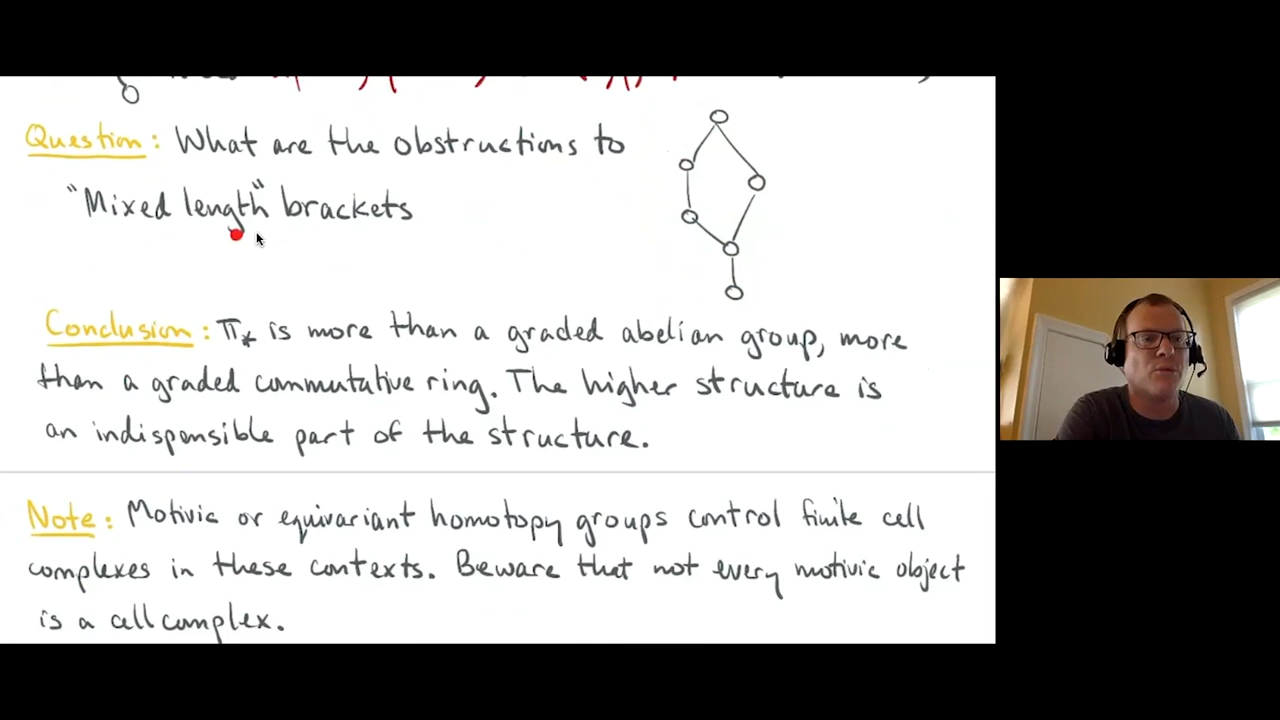 Question: What are the obstructions to
"Mixed length" brackets
Conclusion: π* is more than a graded abelian group, more
than a graded commutative ring. The higher structure is
an indispensible part of the structure.
Note: Motivic or equivariant homotopy groups control finite cell
complexes in these contexts. Beware that not every motivic object
is a cell complex.